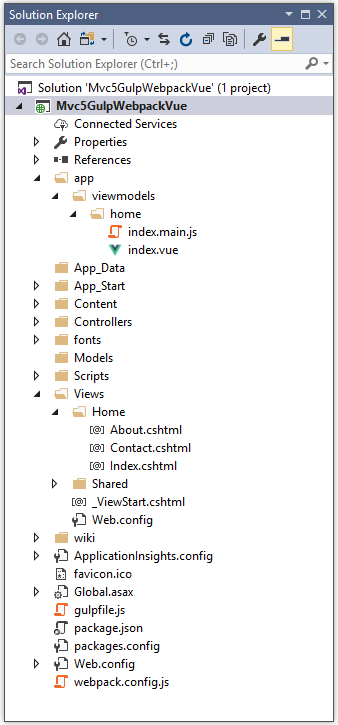 Solution Explorer
Search Solution Explorer (Ctrl+;)
Solution 'Mvc5GulpWebpackVue' (1 project)
Mvc5GulpWebpackVue
Connected Services
Properties
References
app
viewmodels
home
index.main.js
index.vue
App_Data
App_Start
Content
Controllers
fonts
Models
Scripts
Views
Home
About.cshtml
Contact.cshtml
Index.cshtml
Shared
_ViewStart.cshtml
Web.config
wiki
ApplicationInsights.config
favicon.ico
Global.asax
gulpfile.js
package.json
packages.config
Web.config
webpack.config.js